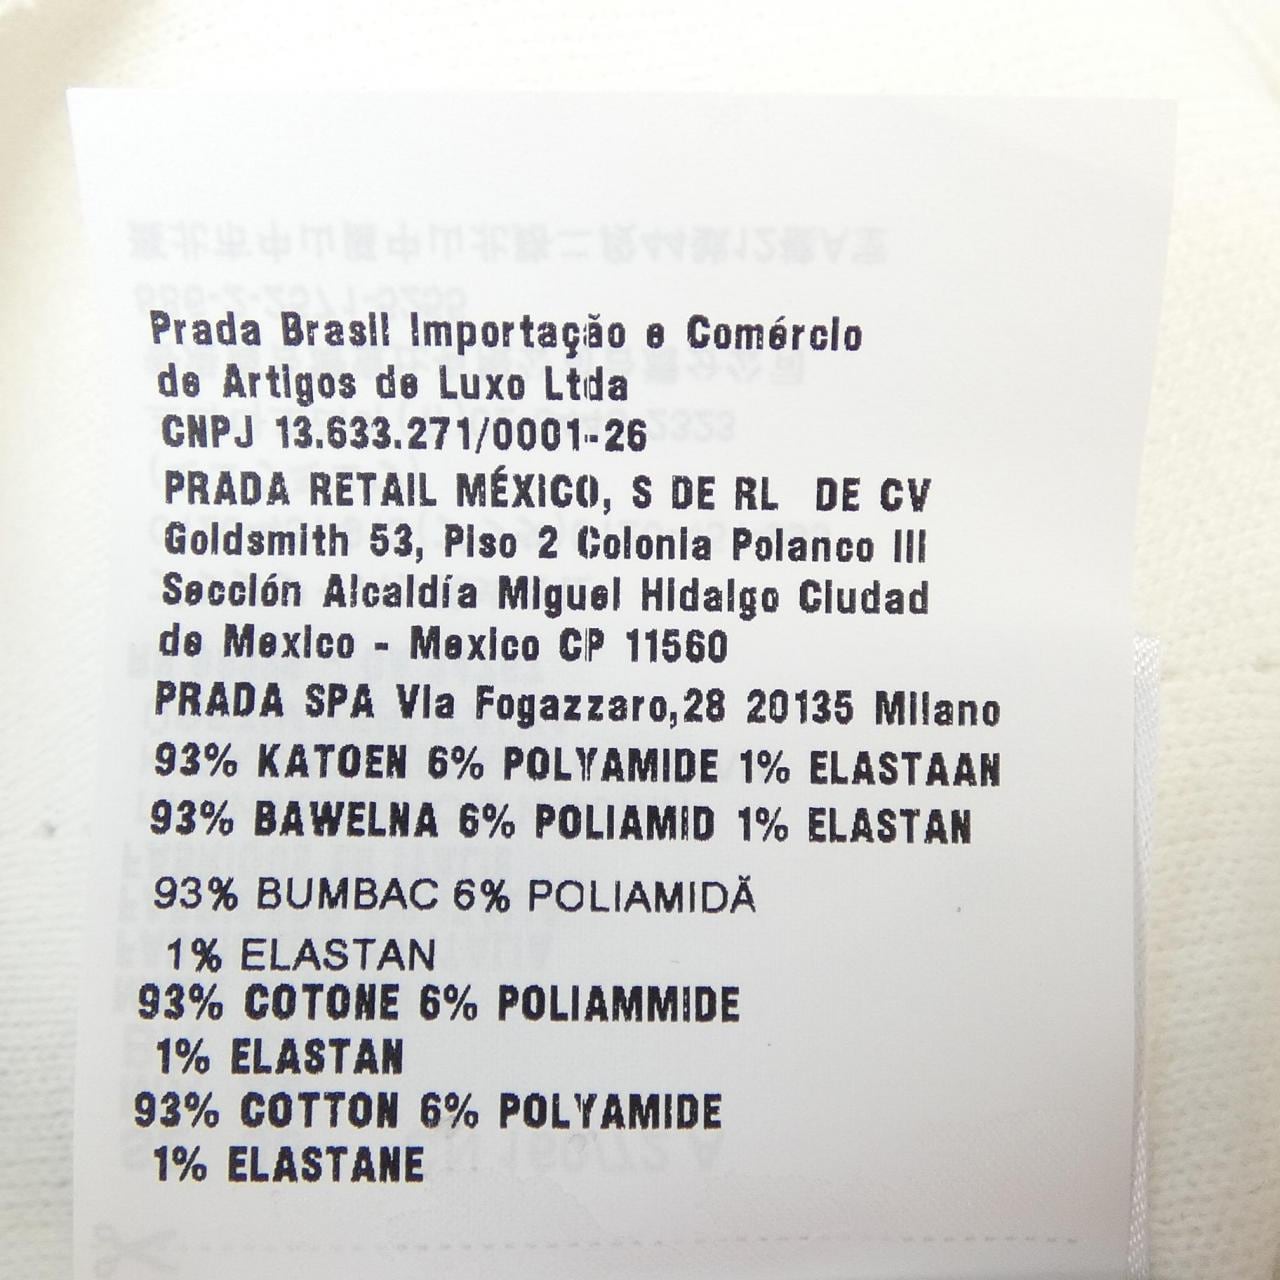 Prada Brasil Importação e Comércio
de Artigos de Luxo Ltda
CNPJ 13.633.271/0001-26
PRADA RETAIL MÉXICO, S DE RL DE CV
Goldsmith 53, Piso 2 Colonia Polanco III
Sección Alcaldía Miguel Hidalgo Ciudad
de Mexico - Mexico CP 11560
PRADA SPA Via Fogazzaro,28 20135 Milano
93% KATOEN 6% POLYAMIDE 1% ELASTAAN
93% BAWELNA 6% POLIAMID 1% ELASTAN
93% BUMBAC 6% POLIAMIDĂ
1% ELASTAN
93% COTONE 6% POLIAMMIDE
1% ELASTAN
93% COTTON 6% POLYAMIDE
1% ELASTANE